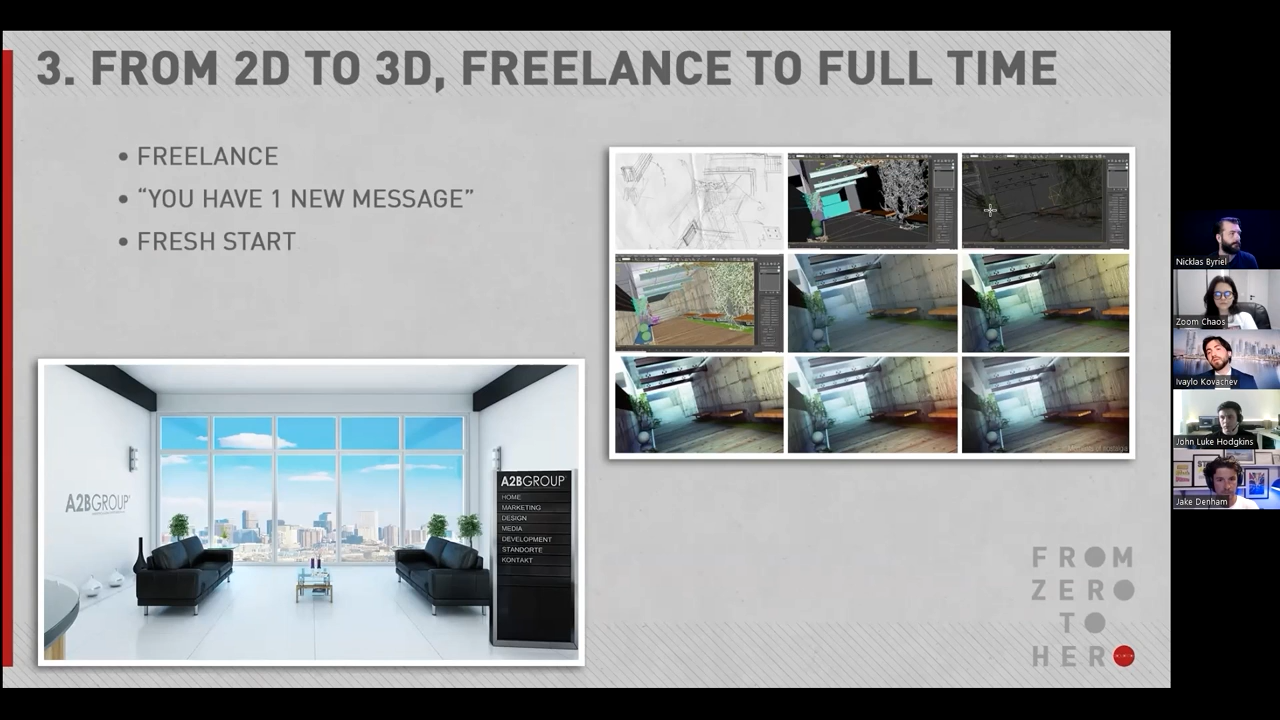 3. FROM 2D TO 3D, FREELANCE TO FULL TIME
• FREELANCE
• “YOU HAVE 1 NEW MESSAGE”
• FRESH START
A2BGROUP
A2BGROUP
HOME
MARKETING
DESIGN
MEDIA
DEVELOPMENT
STANDORTE
KONTAKT
FROM
ZERO
TO
HERO
Nicklas Byriel
Zoom Chaos
Ivaylo Kovachev
John Luke Hodgkins
Jake Denham